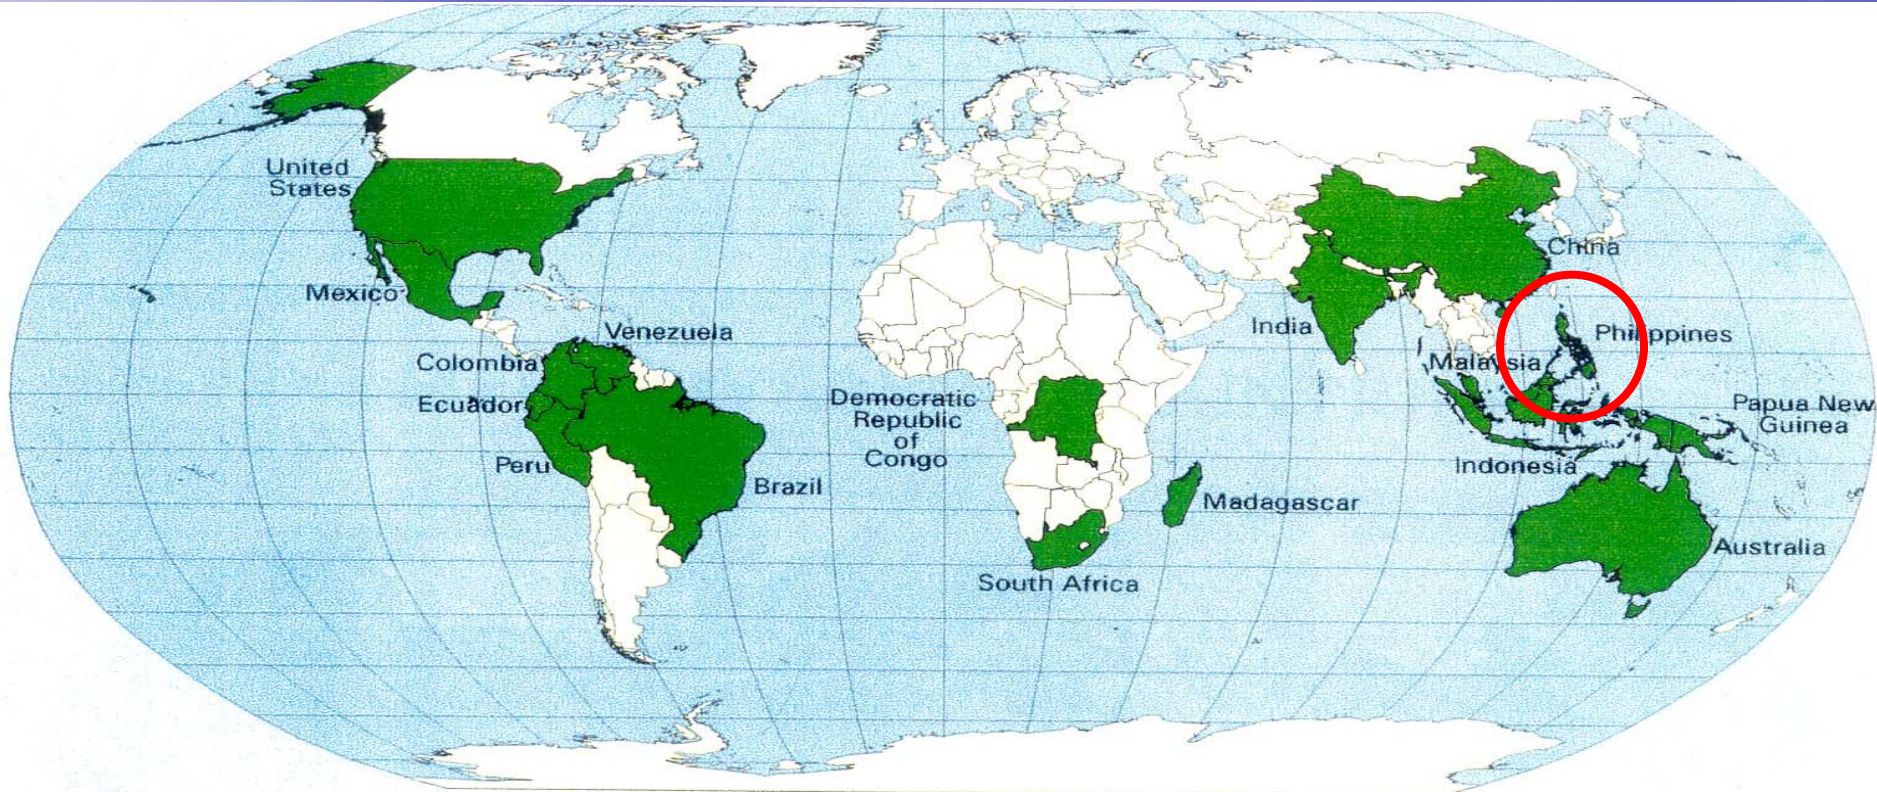 United
States
China
Mexico
Venezuela
India
Philippines
Colombia
Malaysia
Ecuador
Democratic
Republic
of
Congo
Papua New
Guinea
Peru
Brazil
Indonesia
Madagascar
Australia
South Africa